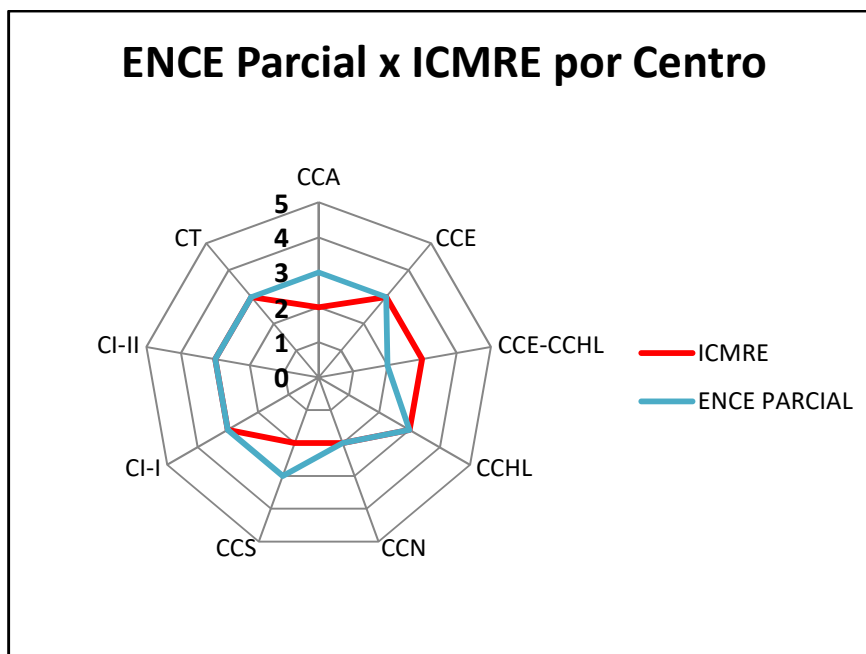 ENCE Parcial x ICMRE por Centro
CCA
5
4
3
2
1
0
CCE
CCE-CCHL
CCHL
CCN
CCS
CI-I
CI-II
CT
ICMRE
ENCE PARCIAL